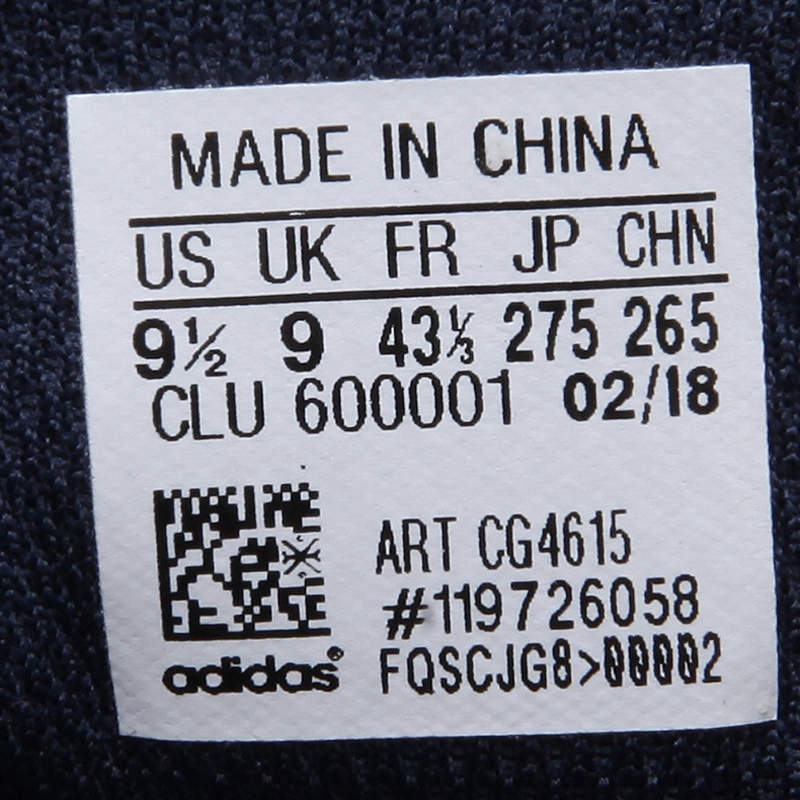 MADE IN CHINA
US UK FR JP CHN
9½ 9 43⅓ 275 265
CLU 600001 02/18
ART CG4615
#119726058
adidas® FQSCJG8>00002